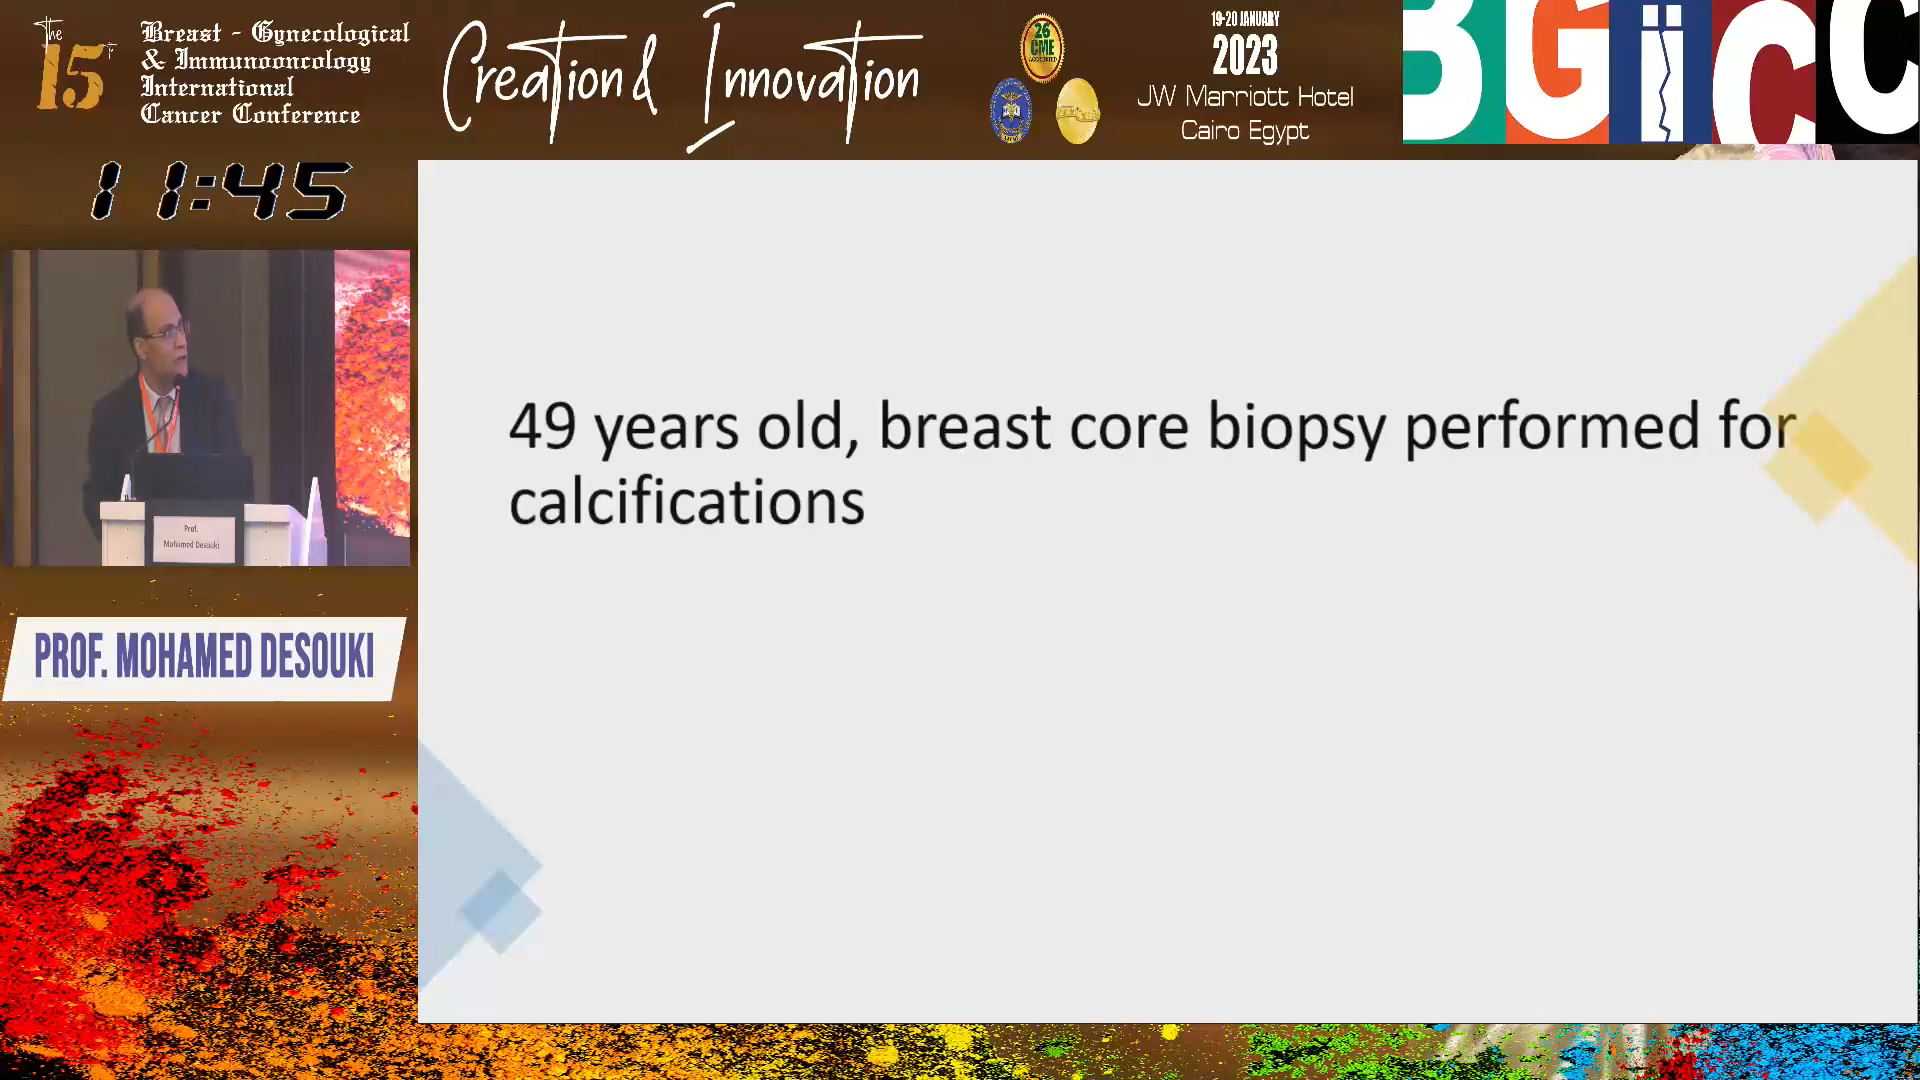 The
15
Breast - Gynecological
& Immunooncology
International
Cancer Conference
Creation & Innovation
26
CME
ACCREDITED
19-20 JANUARY
2023
JW Marriott Hotel
Cairo Egypt
BGICC
11:45
Prof.
Mohamed Desouki
PROF. MOHAMED DESOUKI
49 years old, breast core biopsy performed for
calcifications